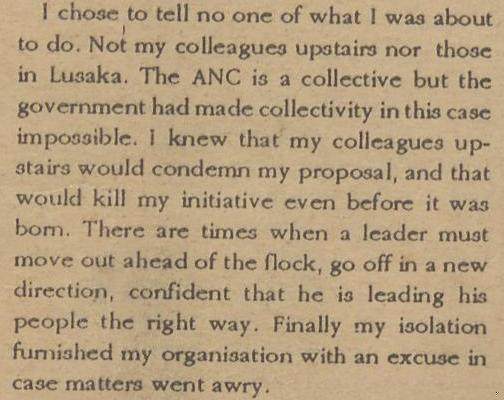 I chose to tell no one of what I was about
to do. Not my colleagues upstairs nor those
in Lusaka. The ANC is a collective but the
government had made collectivity in this case
impossible. I knew that my colleagues up-
stairs would condemn my proposal, and that
would kill my initiative even before it was
born. There are times when a leader must
move out ahead of the flock, go off in a new
direction, confident that he is leading his
people the right way. Finally my isolation
furnished my organisation with an excuse in
case matters went awry.